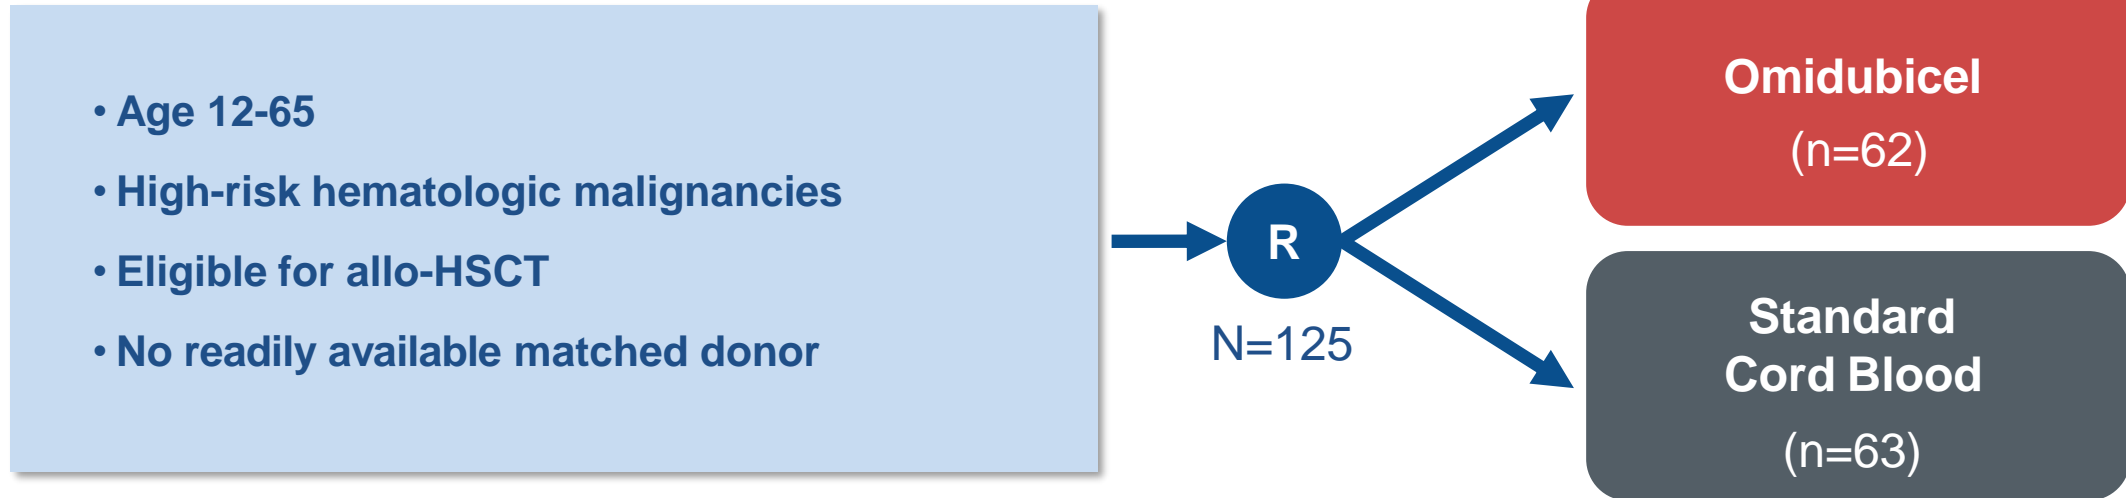 • Age 12-65
• High-risk hematologic malignancies
• Eligible for allo-HSCT
• No readily available matched donor
R
N=125
Omidubicel
(n=62)
Standard
Cord Blood
(n=63)